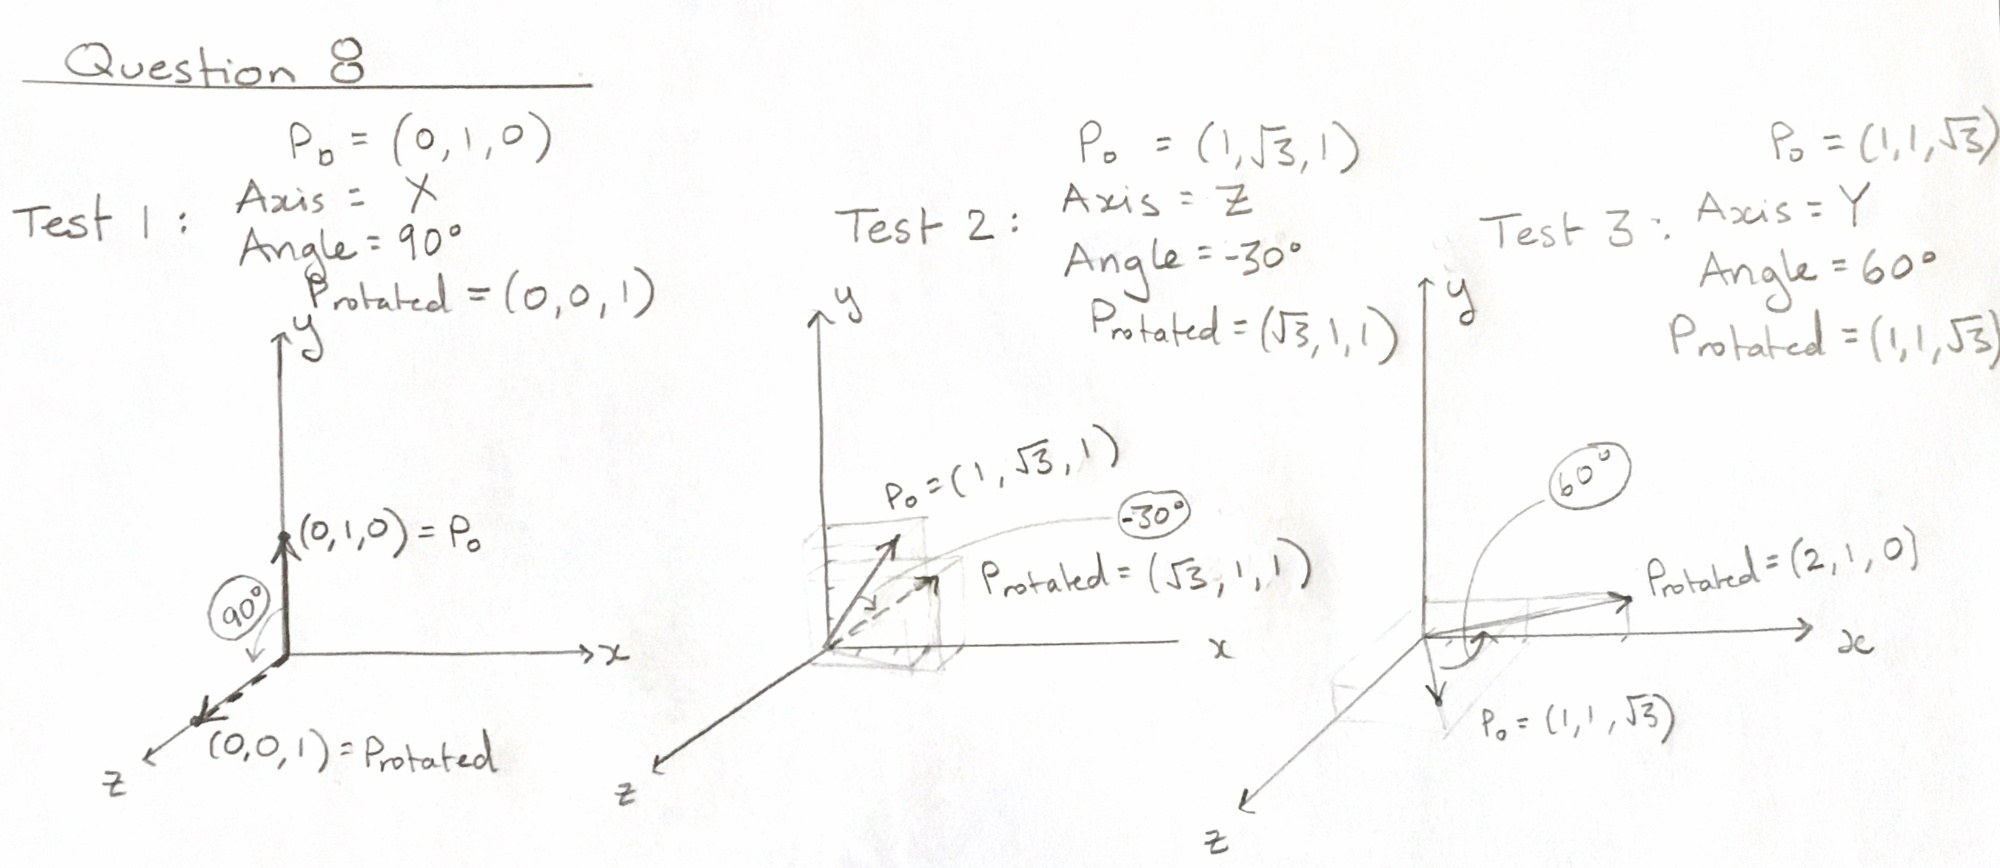 Question 8
P₀ = (0,1,0)
Test 1 :
Axis = X
Angle = 90°
Protated = (0,0,1)
y
(0,1,0) = P₀
90°
x
(0,0,1) = Protated
z
P₀ = (1,√3,1)
Test 2 :
Axis = Z
Angle = -30°
Protated = (√3,1,1)
y
P₀ = (1,√3,1)
-30°
Protated = (√3,1,1)
x
z
P₀ = (1,1,√3)
Test 3 :
Axis = Y
Angle = 60°
Protated = (1,1,√3)
y
60°
Protated = (2,1,0)
x
P₀ = (1,1,√3)
z